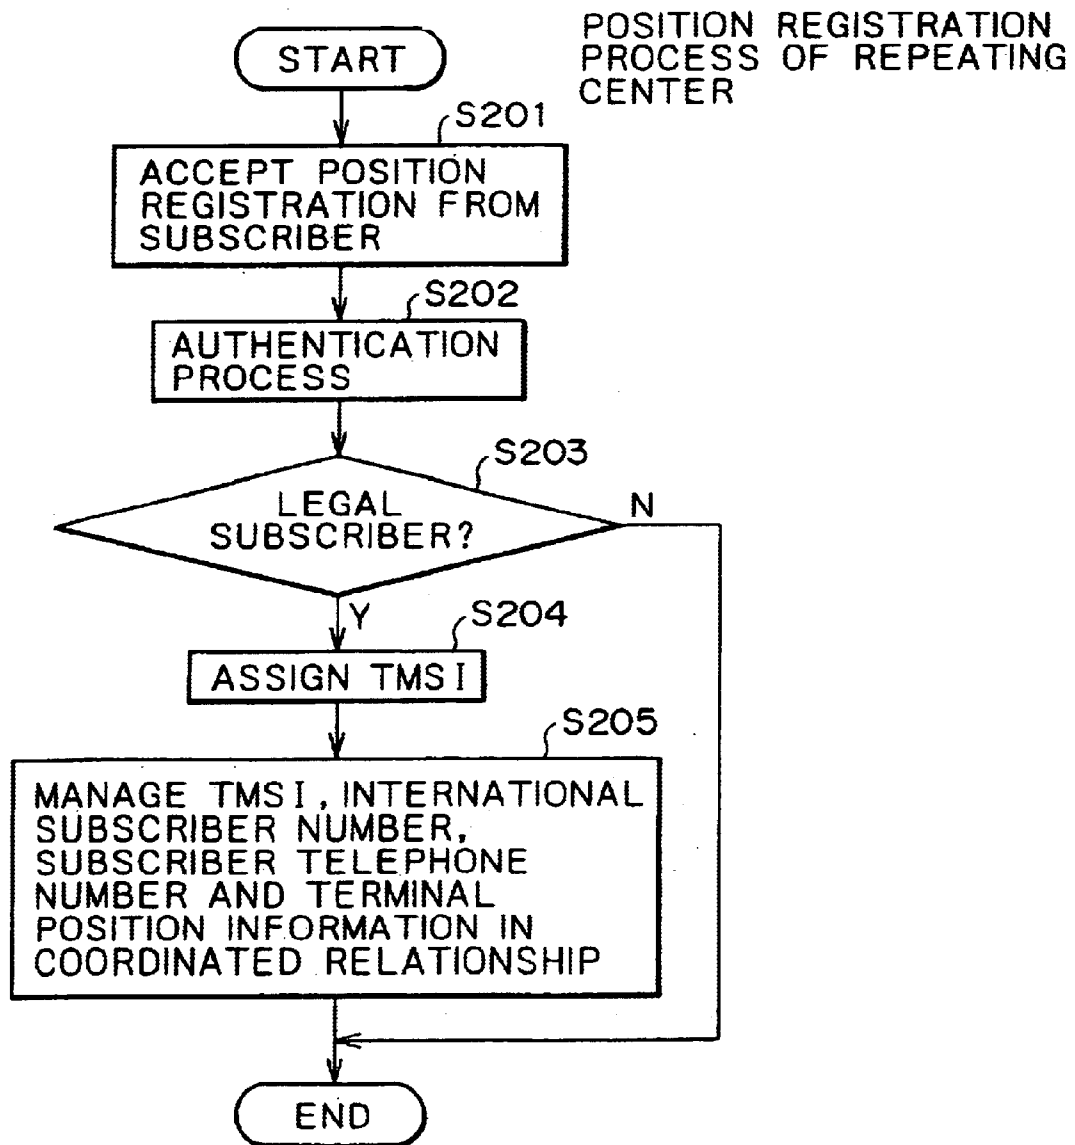 POSITION REGISTRATION
PROCESS OF REPEATING
CENTER
START
S201
ACCEPT POSITION
REGISTRATION FROM
SUBSCRIBER
S202
AUTHENTICATION
PROCESS
S203
LEGAL
SUBSCRIBER?
N
Y
S204
ASSIGN TMSI
S205
MANAGE TMSI, INTERNATIONAL
SUBSCRIBER NUMBER,
SUBSCRIBER TELEPHONE
NUMBER AND TERMINAL
POSITION INFORMATION IN
COORDINATED RELATIONSHIP
END